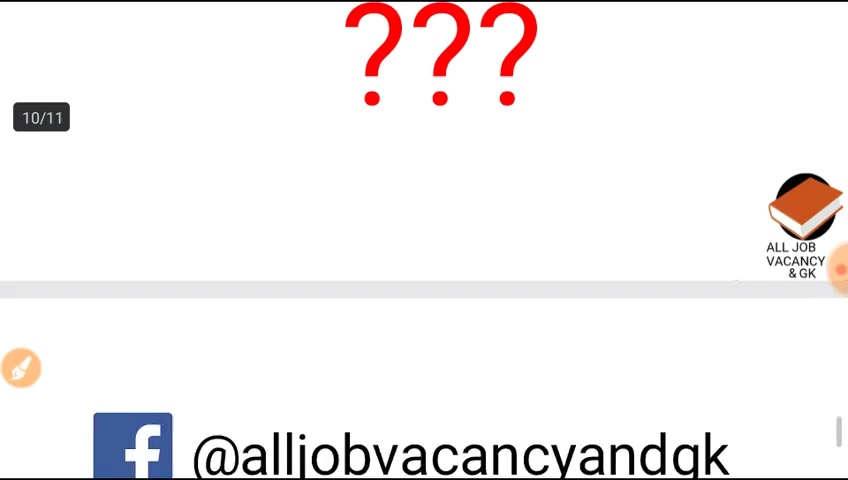 ???
10/11
ALL JOB
VACANCY
& GK
@alljobvacancyandgk